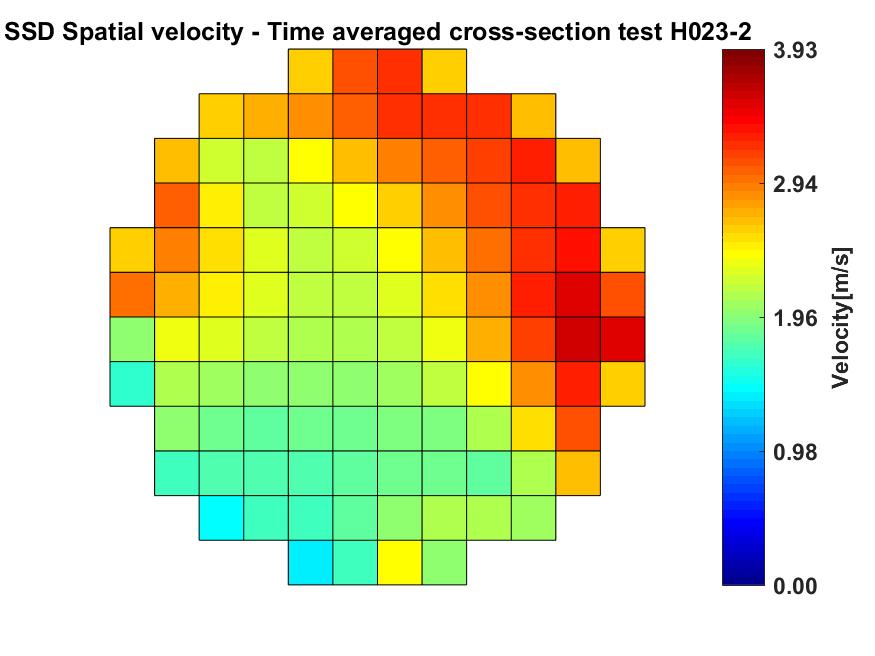 SSD Spatial velocity - Time averaged cross-section test H023-2
3.93
2.94
1.96
0.98
0.00
Velocity[m/s]